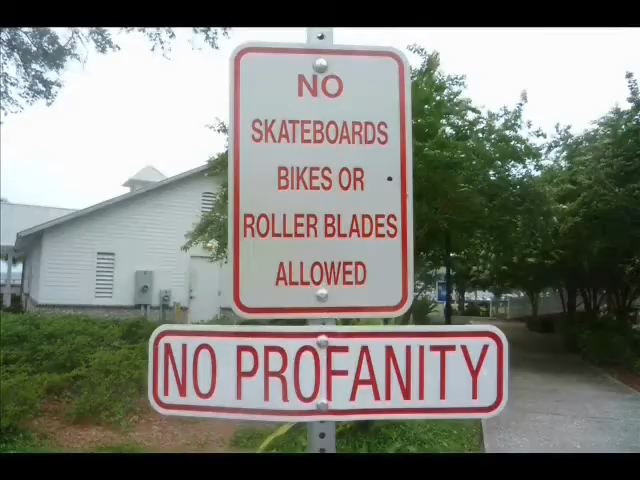 NO
SKATEBOARDS
BIKES OR
ROLLER BLADES
ALLOWED
NO PROFANITY